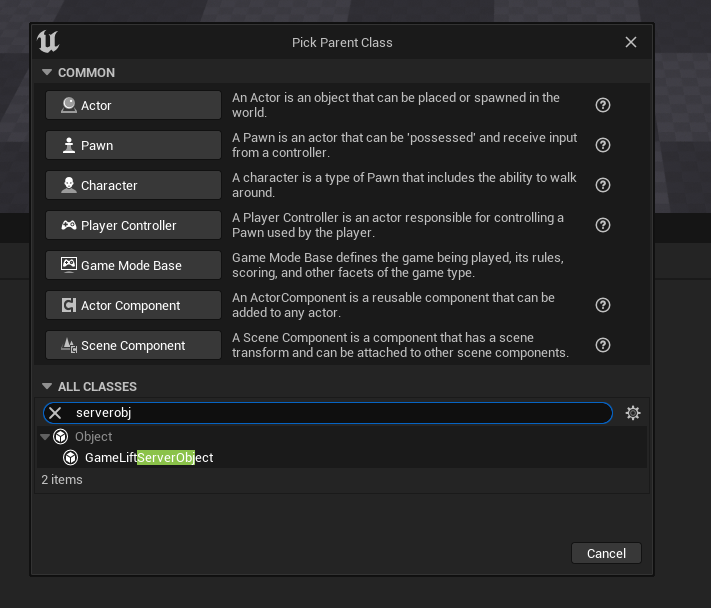 Pick Parent Class
COMMON
Actor
An Actor is an object that can be placed or spawned in the
world.
Pawn
A Pawn is an actor that can be 'possessed' and receive input
from a controller.
Character
A character is a type of Pawn that includes the ability to walk
around.
Player Controller
A Player Controller is an actor responsible for controlling a
Pawn used by the player.
Game Mode Base
Game Mode Base defines the game being played, its rules,
scoring, and other facets of the game type.
Actor Component
An ActorComponent is a reusable component that can be
added to any actor.
Scene Component
A Scene Component is a component that has a scene
transform and can be attached to other scene components.
ALL CLASSES
serverobj
Object
GameLiftServerObject
2 items
Cancel